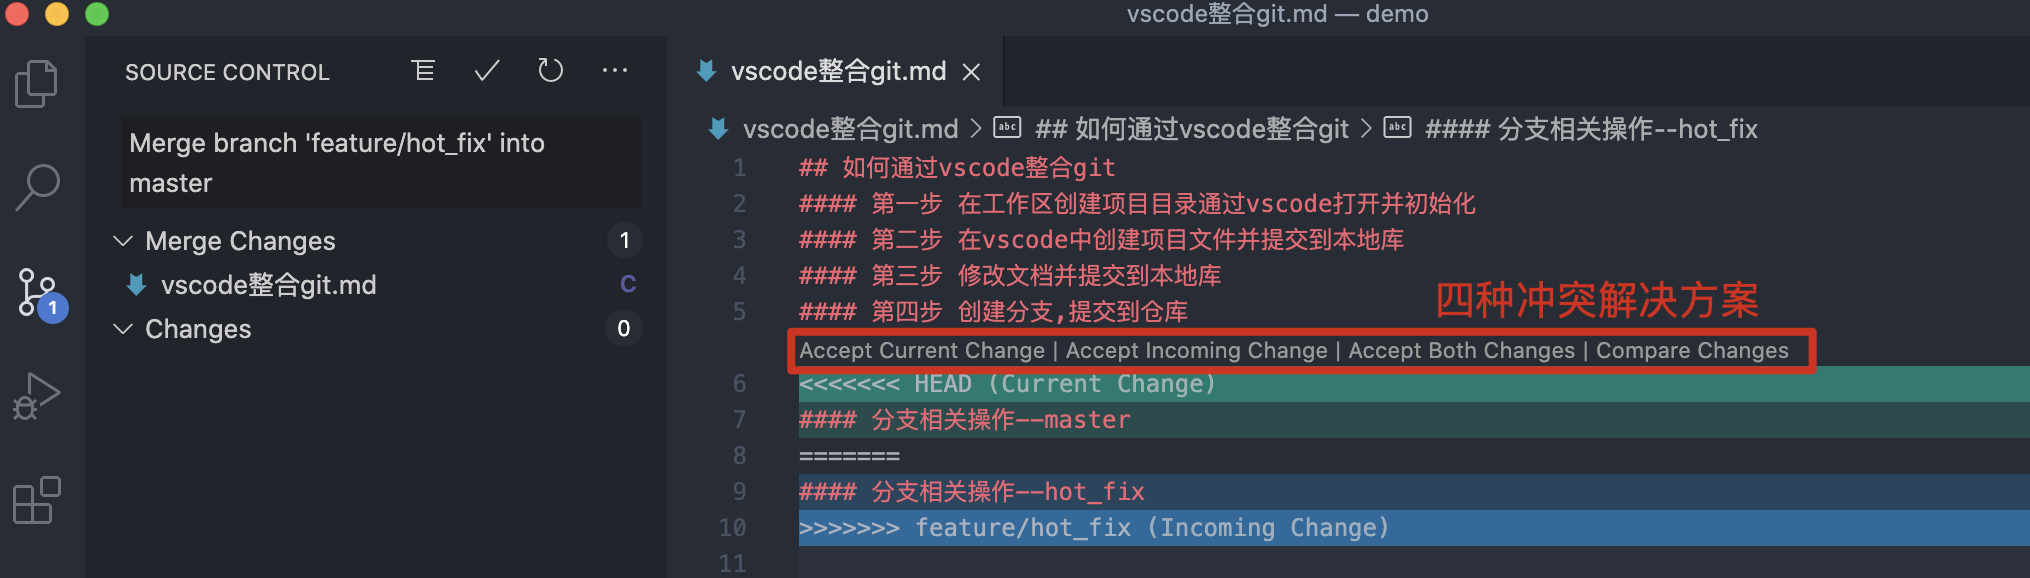 vscode整合git.md — demo
SOURCE CONTROL
Merge branch 'feature/hot_fix' into
master
Merge Changes 1
vscode整合git.md C
Changes 0
1
vscode整合git.md
vscode整合git.md > abc ## 如何通过vscode整合git > abc #### 分支相关操作--hot_fix
1 ## 如何通过vscode整合git
2 #### 第一步 在工作区创建项目目录通过vscode打开并初始化
3 #### 第二步 在vscode中创建项目文件并提交到本地库
4 #### 第三步 修改文档并提交到本地库
5 #### 第四步 创建分支,提交到仓库
四种冲突解决方案
Accept Current Change | Accept Incoming Change | Accept Both Changes | Compare Changes
6 <<<<<<< HEAD (Current Change)
7 #### 分支相关操作--master
8 =======
9 #### 分支相关操作--hot_fix
10 >>>>>>> feature/hot_fix (Incoming Change)
11